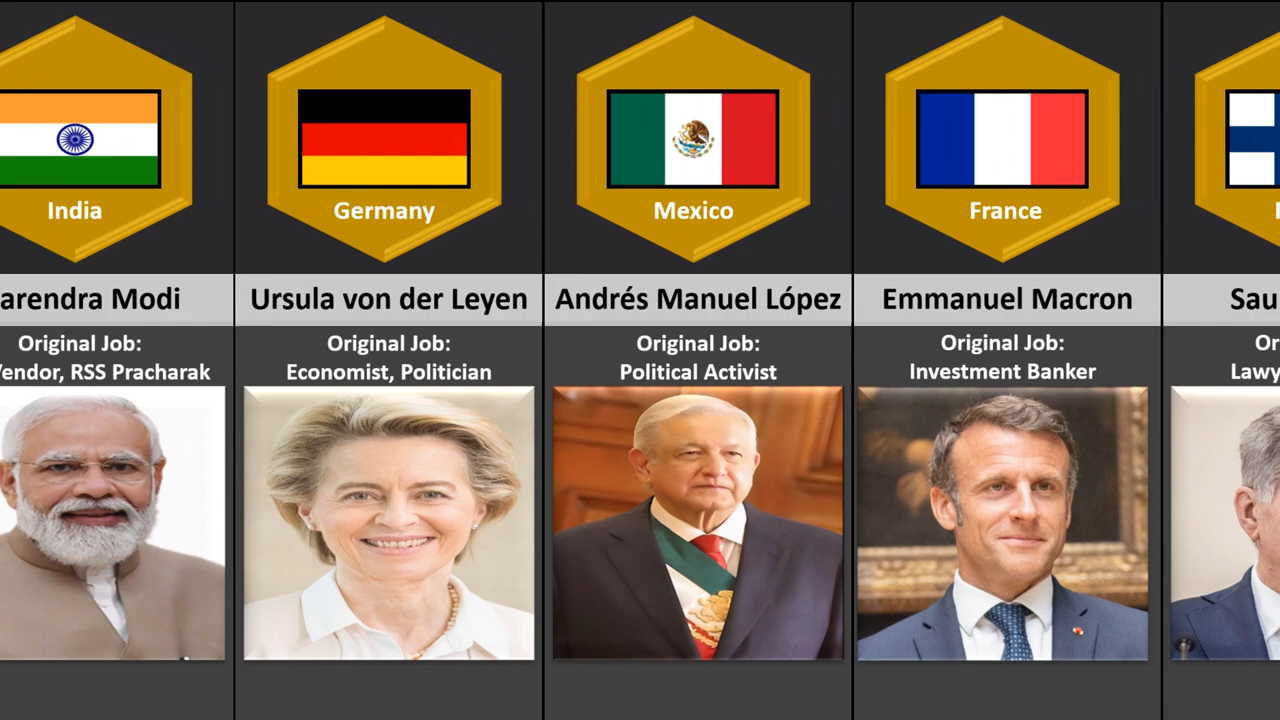 India
Germany
Mexico
France
arendra Modi
Ursula von der Leyen
Andrés Manuel López
Emmanuel Macron
Sau
Original Job:
Original Job:
Original Job:
Original Job:
Or
endor, RSS Pracharak
Economist, Politician
Political Activist
Investment Banker
Lawy